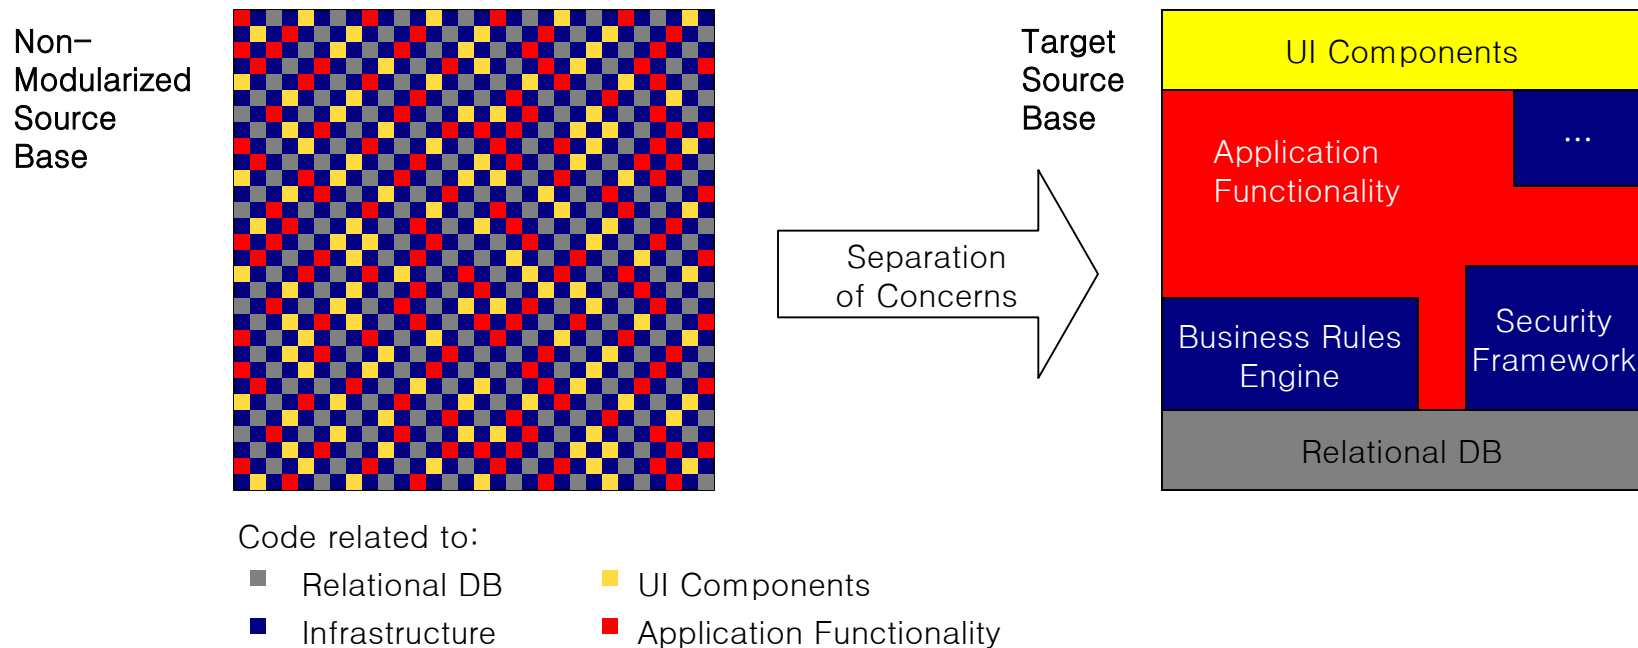 Non-
Modularized
Source
Base
Target
Source
Base
UI Components
Application
Functionality
...
Separation
of Concerns
Business Rules
Engine
Security
Framework
Relational DB
Code related to:
Relational DB
UI Components
Infrastructure
Application Functionality